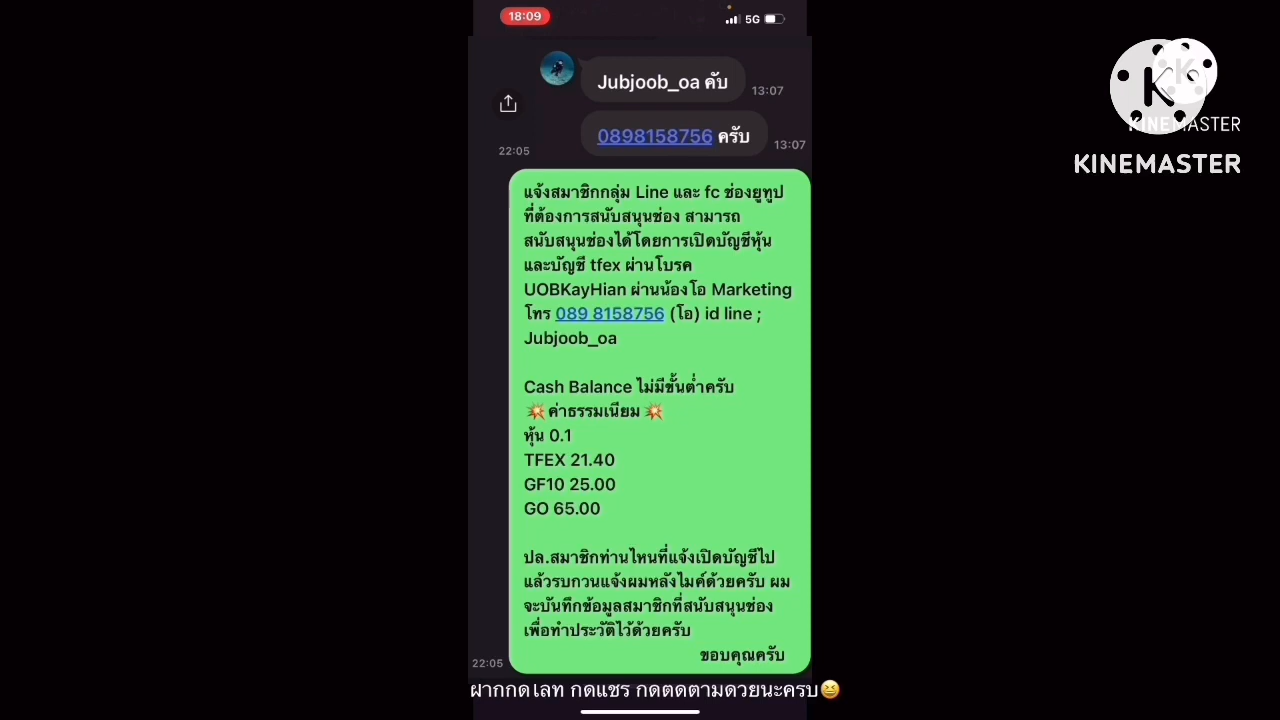 18:09
5G
Jubjoob_oa คับ
13:07
0898158756 ครับ
13:07
22:05
แจ้งสมาชิกกลุ่ม Line และ fc ช่องยูทูป
ที่ต้องการสนับสนุนช่อง สามารถ
สนับสนุนช่องได้โดยการเปิดบัญชีหุ้น
และบัญชี tfex ผ่านโบรค
UOBKayHian ผ่านน้องโอ Marketing
โทร 089 8158756 (โอ) id line ;
Jubjoob_oa
Cash Balance ไม่มีขั้นต่ำครับ
💥ค่าธรรมเนียม💥
หุ้น 0.1
TFEX 21.40
GF10 25.00
GO 65.00
ปล.สมาชิกท่านไหนที่แจ้งเปิดบัญชีไป
แล้วรบกวนแจ้งผมหลังไมค์ด้วยครับ ผม
จะบันทึกข้อมูลสมาชิกที่สนับสนุนช่อง
เพื่อทำประวัติไว้ด้วยครับ
ขอบคุณครับ
22:05
ฝากกดไลท กดแชร กดตดตามดวยนะครบ😆
K
KINEMASTER
K
KINEMASTER